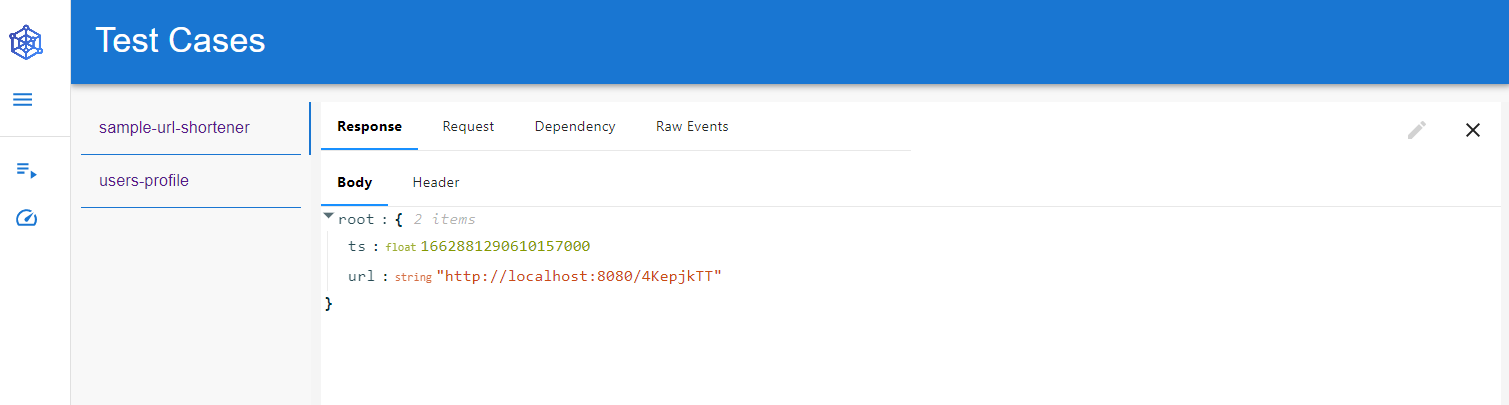 Test Cases
sample-url-shortener
users-profile
Response Request Dependency Raw Events
Body Header
root : { 2 items
ts : float 1662881290610157000
url : string "http://localhost:8080/4KepjkTT"
}